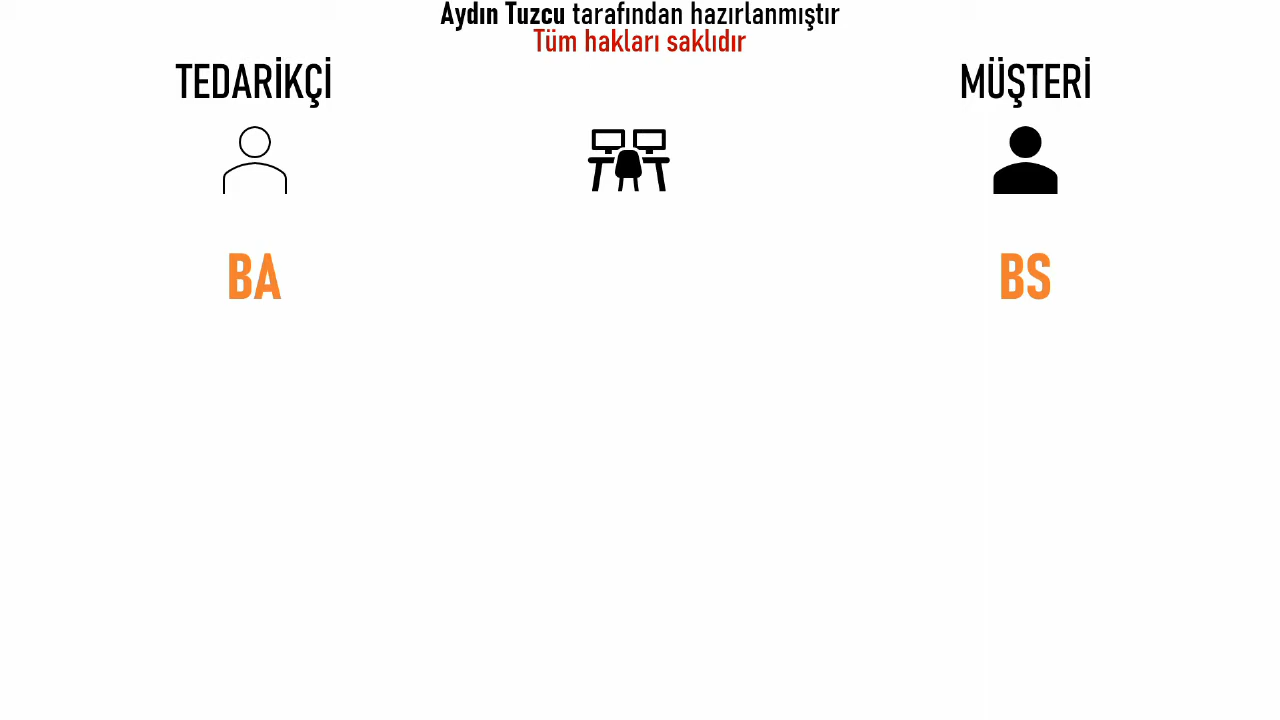 Aydın Tuzcu tarafından hazırlanmıştır
Tüm hakları saklıdır
TEDARİKÇİ
MÜŞTERİ
BA
BS